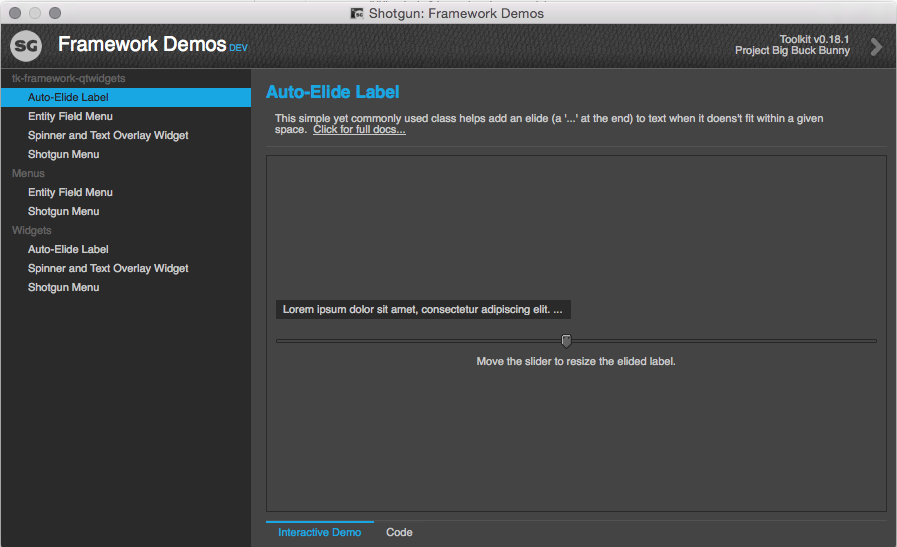 Shotgun: Framework Demos
SG
Framework Demos DEV
Toolkit v0.18.1
Project Big Buck Bunny
tk-framework-qtwidgets
Auto-Elide Label
Entity Field Menu
Spinner and Text Overlay Widget
Shotgun Menu
Menus
Entity Field Menu
Shotgun Menu
Widgets
Auto-Elide Label
Spinner and Text Overlay Widget
Shotgun Menu
Auto-Elide Label
This simple yet commonly used class helps add an elide (a '...' at the end) to text when it doens't fit within a given
space. Click for full docs...
Lorem ipsum dolor sit amet, consectetur adipiscing elit. ...
Move the slider to resize the elided label.
Interactive Demo
Code